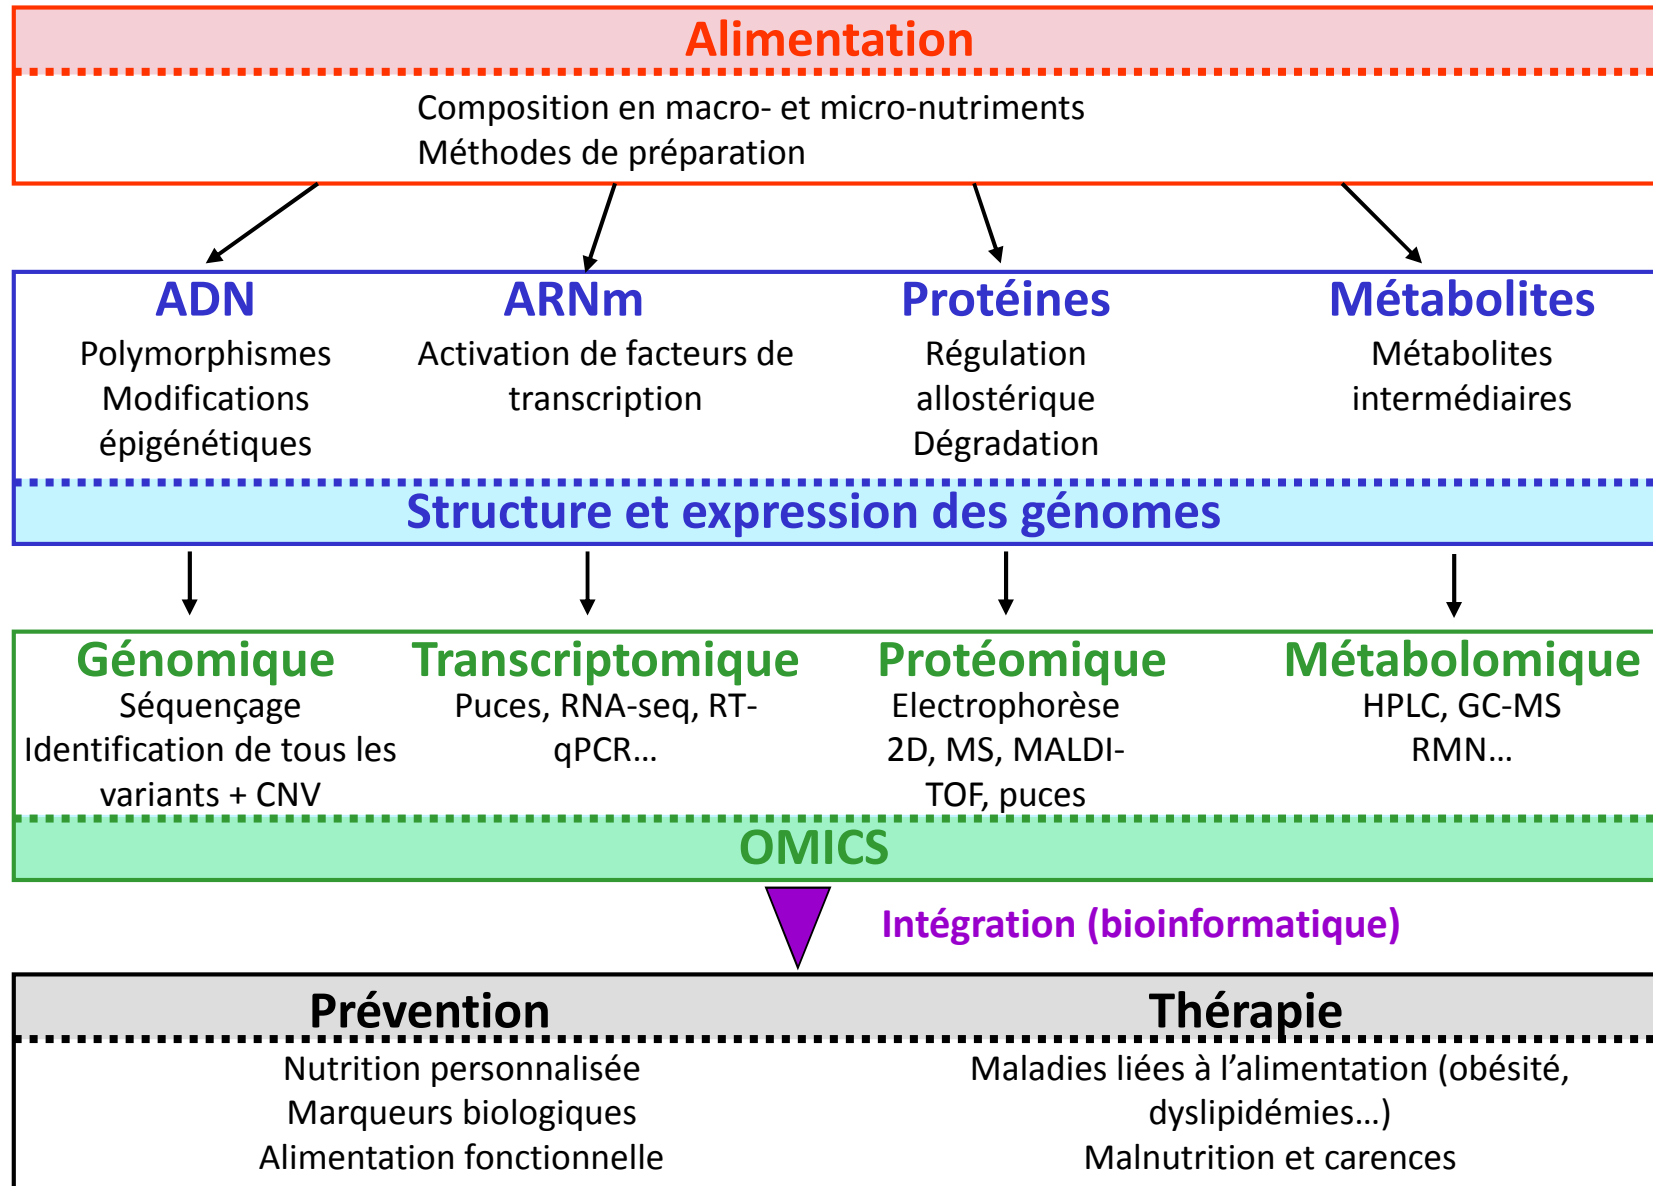 Alimentation
Composition en macro- et micro-nutriments
Méthodes de préparation
ADN
Polymorphismes
Modifications
épigénétiques
ARNm
Activation de facteurs de
transcription
Protéines
Régulation
allostérique
Dégradation
Métabolites
Métabolites
intermédiaires
Structure et expression des génomes
Génomique
Séquençage
Identification de tous les
variants + CNV
Transcriptomique
Puces, RNA-seq, RT-
qPCR...
Protéomique
Electrophorèse
2D, MS, MALDI-
TOF, puces
Métabolomique
HPLC, GC-MS
RMN...
OMICS
Intégration (bioinformatique)
Prévention
Nutrition personnalisée
Marqueurs biologiques
Alimentation fonctionnelle
Thérapie
Maladies liées à l’alimentation (obésité,
dyslipidémies...)
Malnutrition et carences